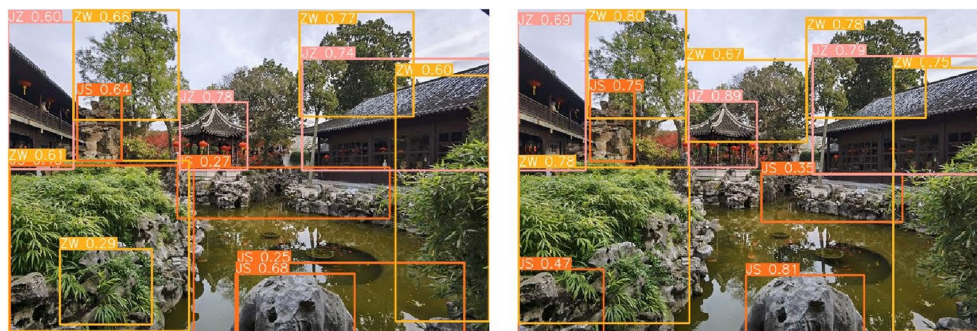 JZ 0.60
ZW 0.66
ZW 0.77
JZ 0.74
ZW 0.60
JS 0.64
JZ 0.78
ZW 0.61
0.27
ZW 0.29
JS 0.25
JS 0.68
JZ 0.69
ZW 0.80
ZW 0.78
ZW 0.67
JZ 0.79
ZW 0.75
JS 0.75
JZ 0.89
ZW 0.78
JS 0.35
JS 0.47
JS 0.81